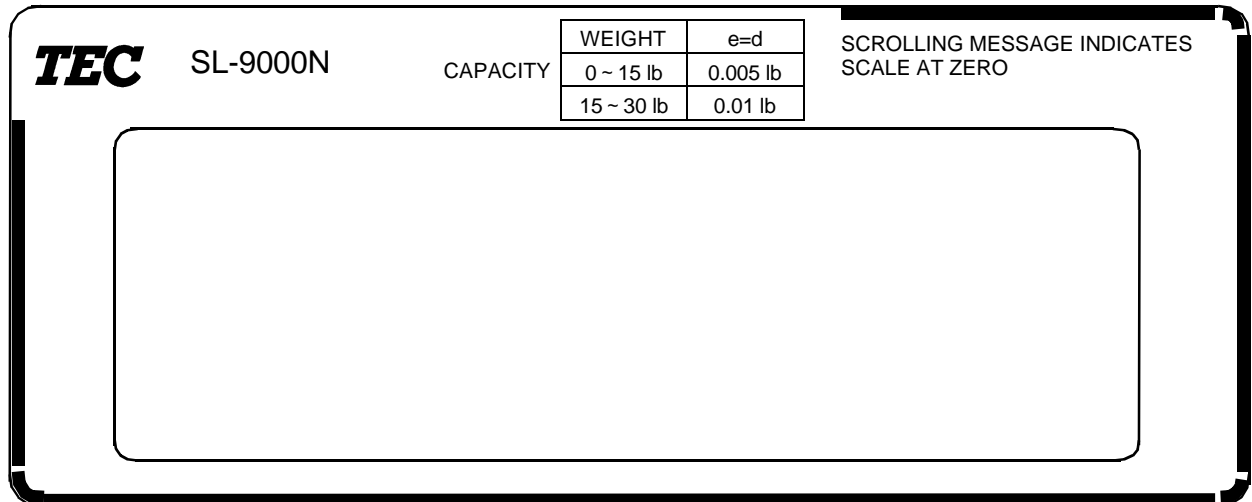 TEC SL-9000N
CAPACITY
WEIGHT e=d
0 ~ 15 lb 0.005 lb
15 ~ 30 lb 0.01 lb
SCROLLING MESSAGE INDICATES
SCALE AT ZERO